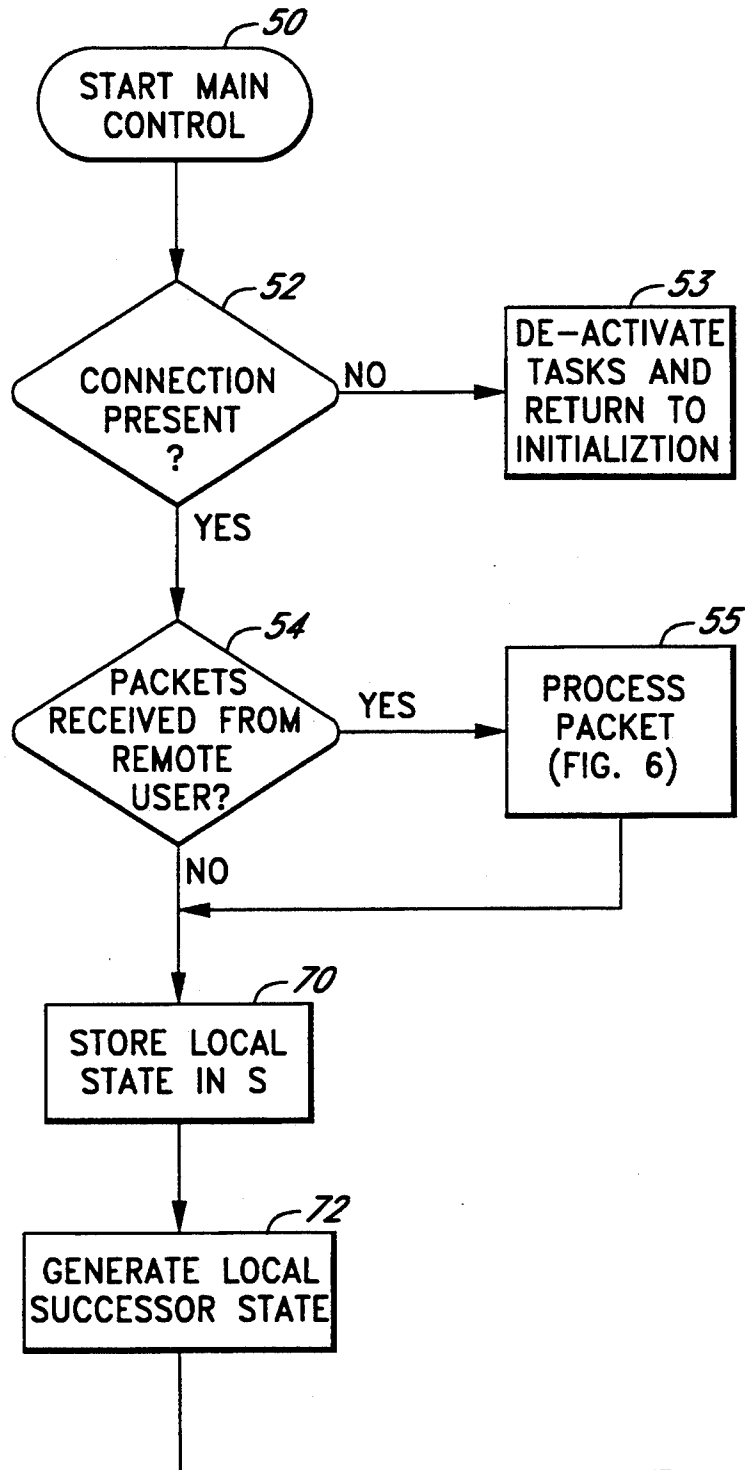 50
START MAIN
CONTROL
52
CONNECTION
PRESENT
?
NO
53
DE-ACTIVATE
TASKS AND
RETURN TO
INITIALIZTION
YES
54
PACKETS
RECEIVED FROM
REMOTE
USER?
YES
55
PROCESS
PACKET
(FIG. 6)
NO
70
STORE LOCAL
STATE IN S
72
GENERATE LOCAL
SUCCESSOR STATE